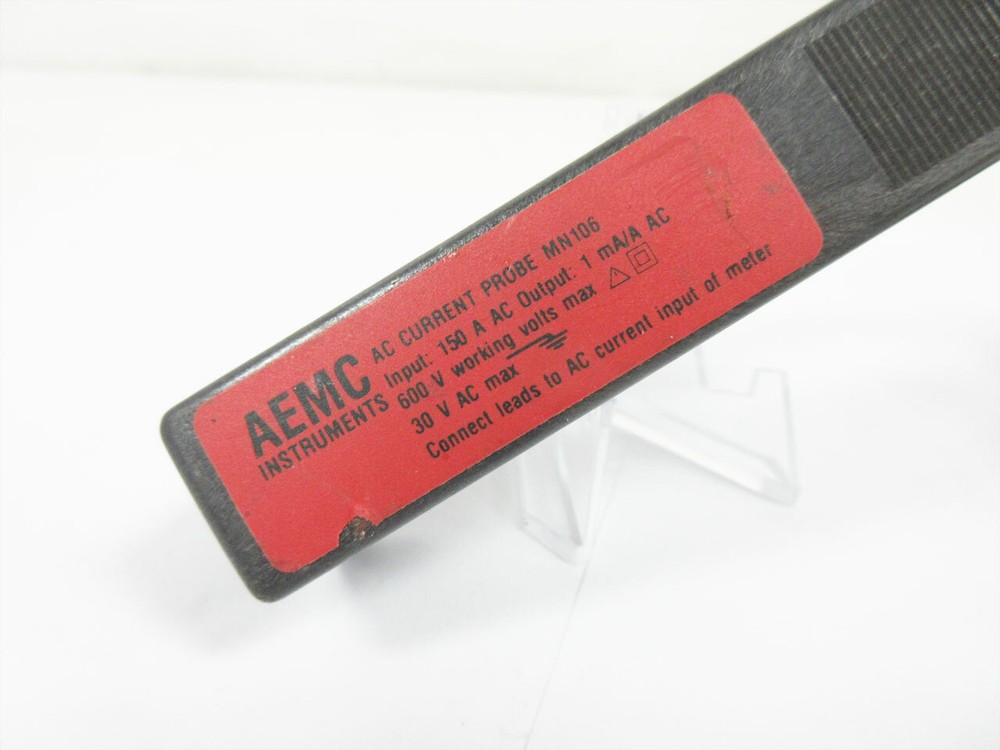 AEMC
INSTRUMENTS
AC CURRENT PROBE MN106
Input: 150 A AC Output: 1 mA/A AC
600 V working volts max
30 V AC max
Connect leads to AC current input of meter